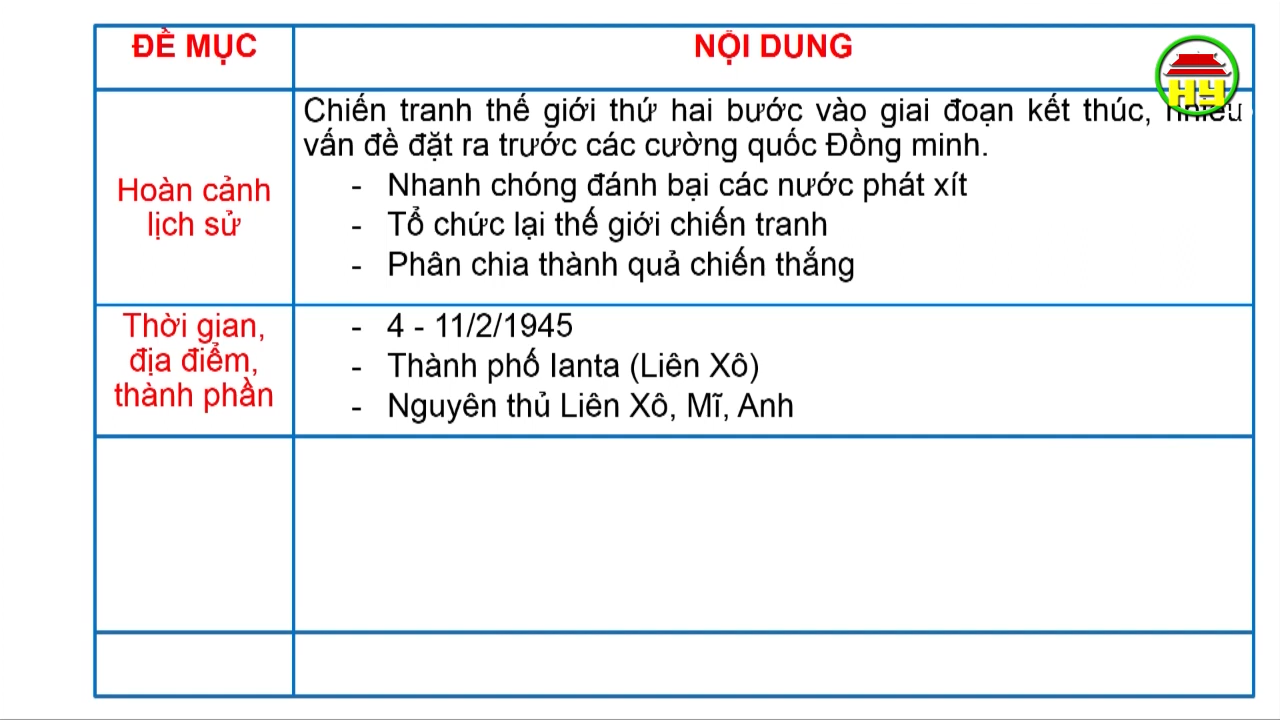 ĐỀ MỤC
NỘI DUNG
HY
Hoàn cảnh
lịch sử
Chiến tranh thế giới thứ hai bước vào giai đoạn kết thúc, nhiều
vấn đề đặt ra trước các cường quốc Đồng minh.
- Nhanh chóng đánh bại các nước phát xít
- Tổ chức lại thế giới chiến tranh
- Phân chia thành quả chiến thắng
Thời gian,
địa điểm,
thành phần
- 4 - 11/2/1945
- Thành phố Ianta (Liên Xô)
- Nguyên thủ Liên Xô, Mĩ, Anh